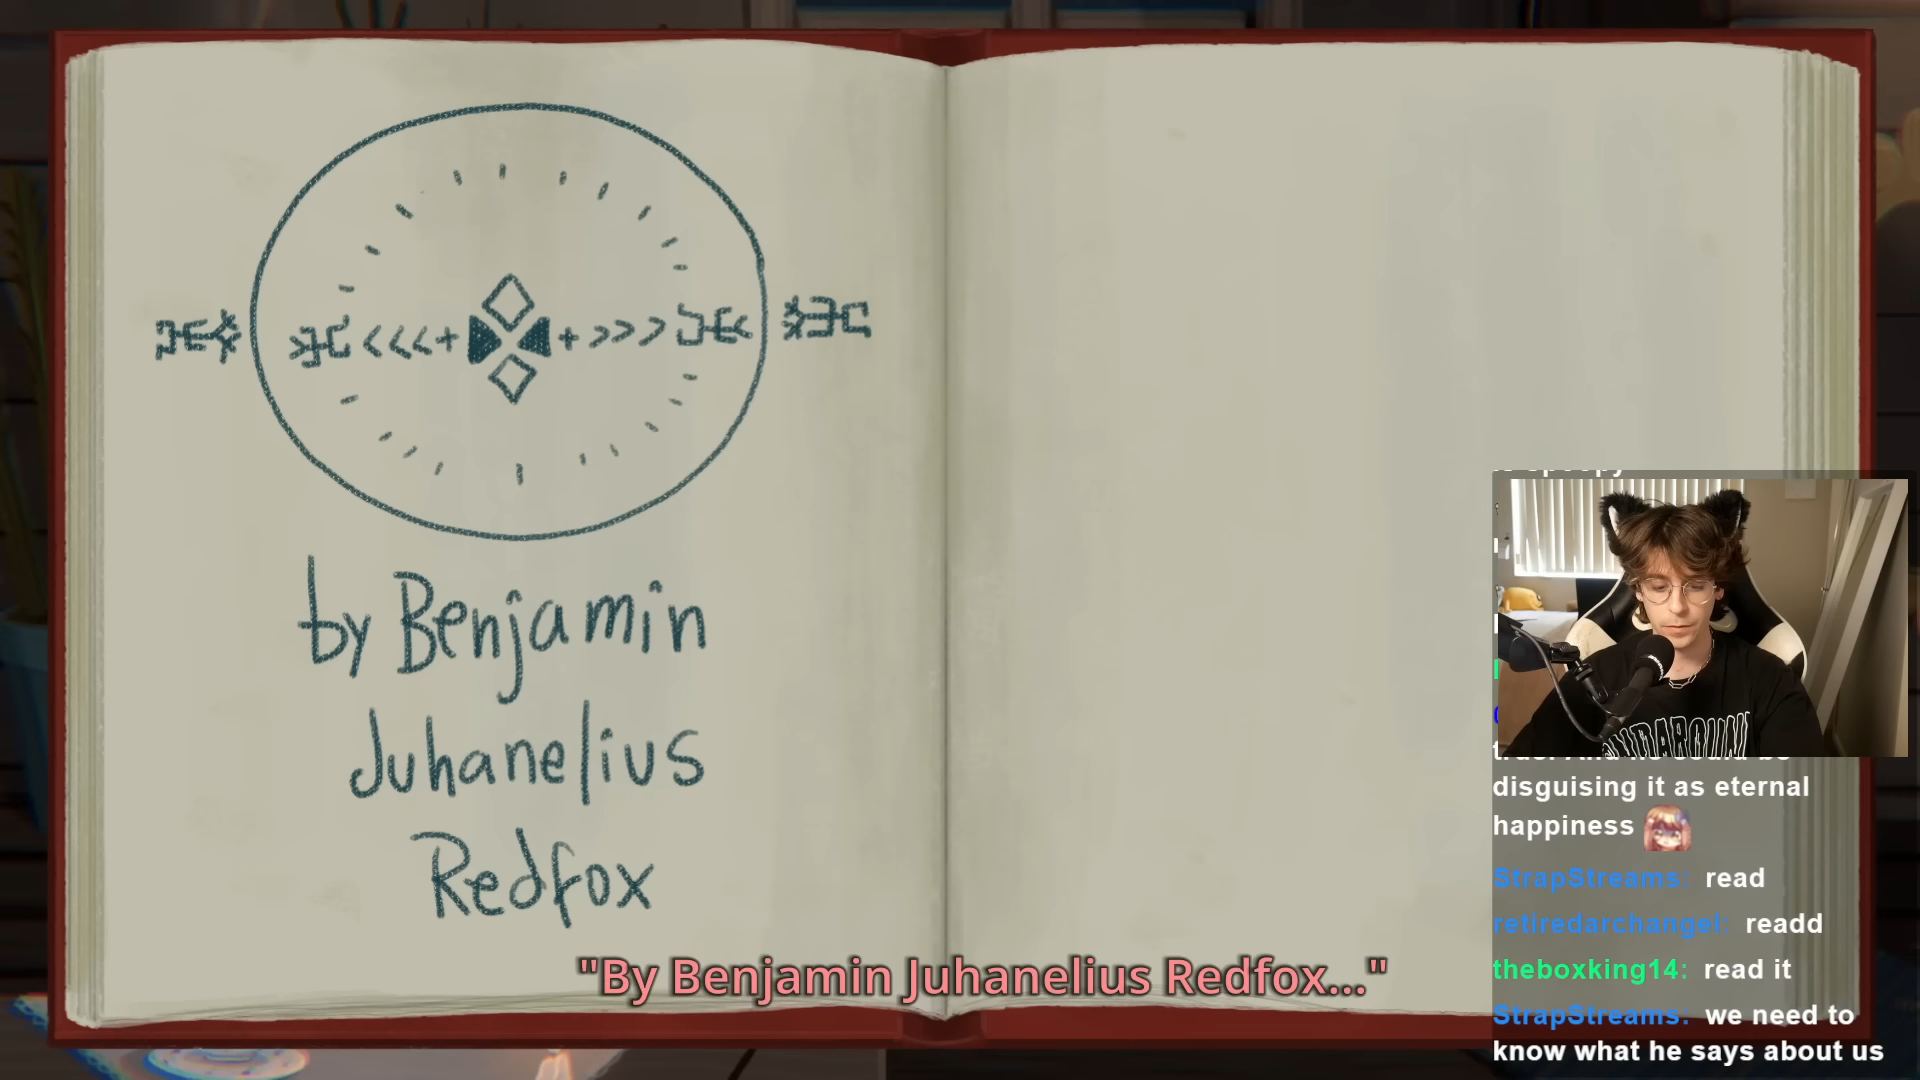 by Benjamin
Juhanelius
Redfox
"By Benjamin Juhanelius Redfox..."
disguising it as eternal
happiness
StrapStreams: read
retiredarchangel: readd
theboxking14: read it
StrapStreams: we need to
know what he says about us